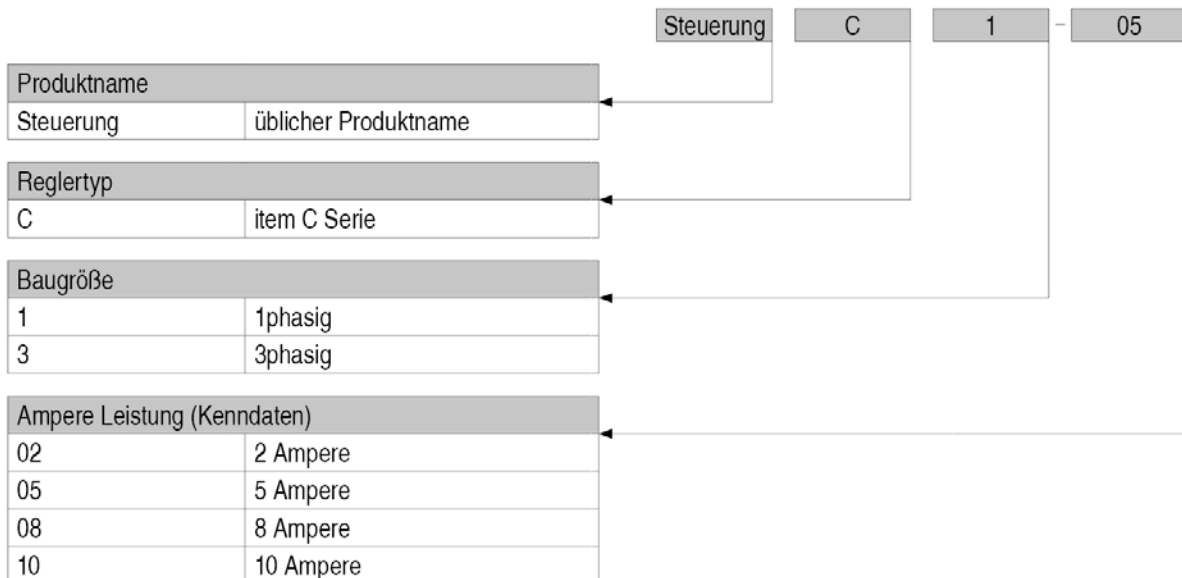 Steuerung C 1 - 05
Produktname
Steuerung üblicher Produktname
Reglertyp
C item C Serie
Baugröße
1 1phasig
3 3phasig
Ampere Leistung (Kenndaten)
02 2 Ampere
05 5 Ampere
08 8 Ampere
10 10 Ampere